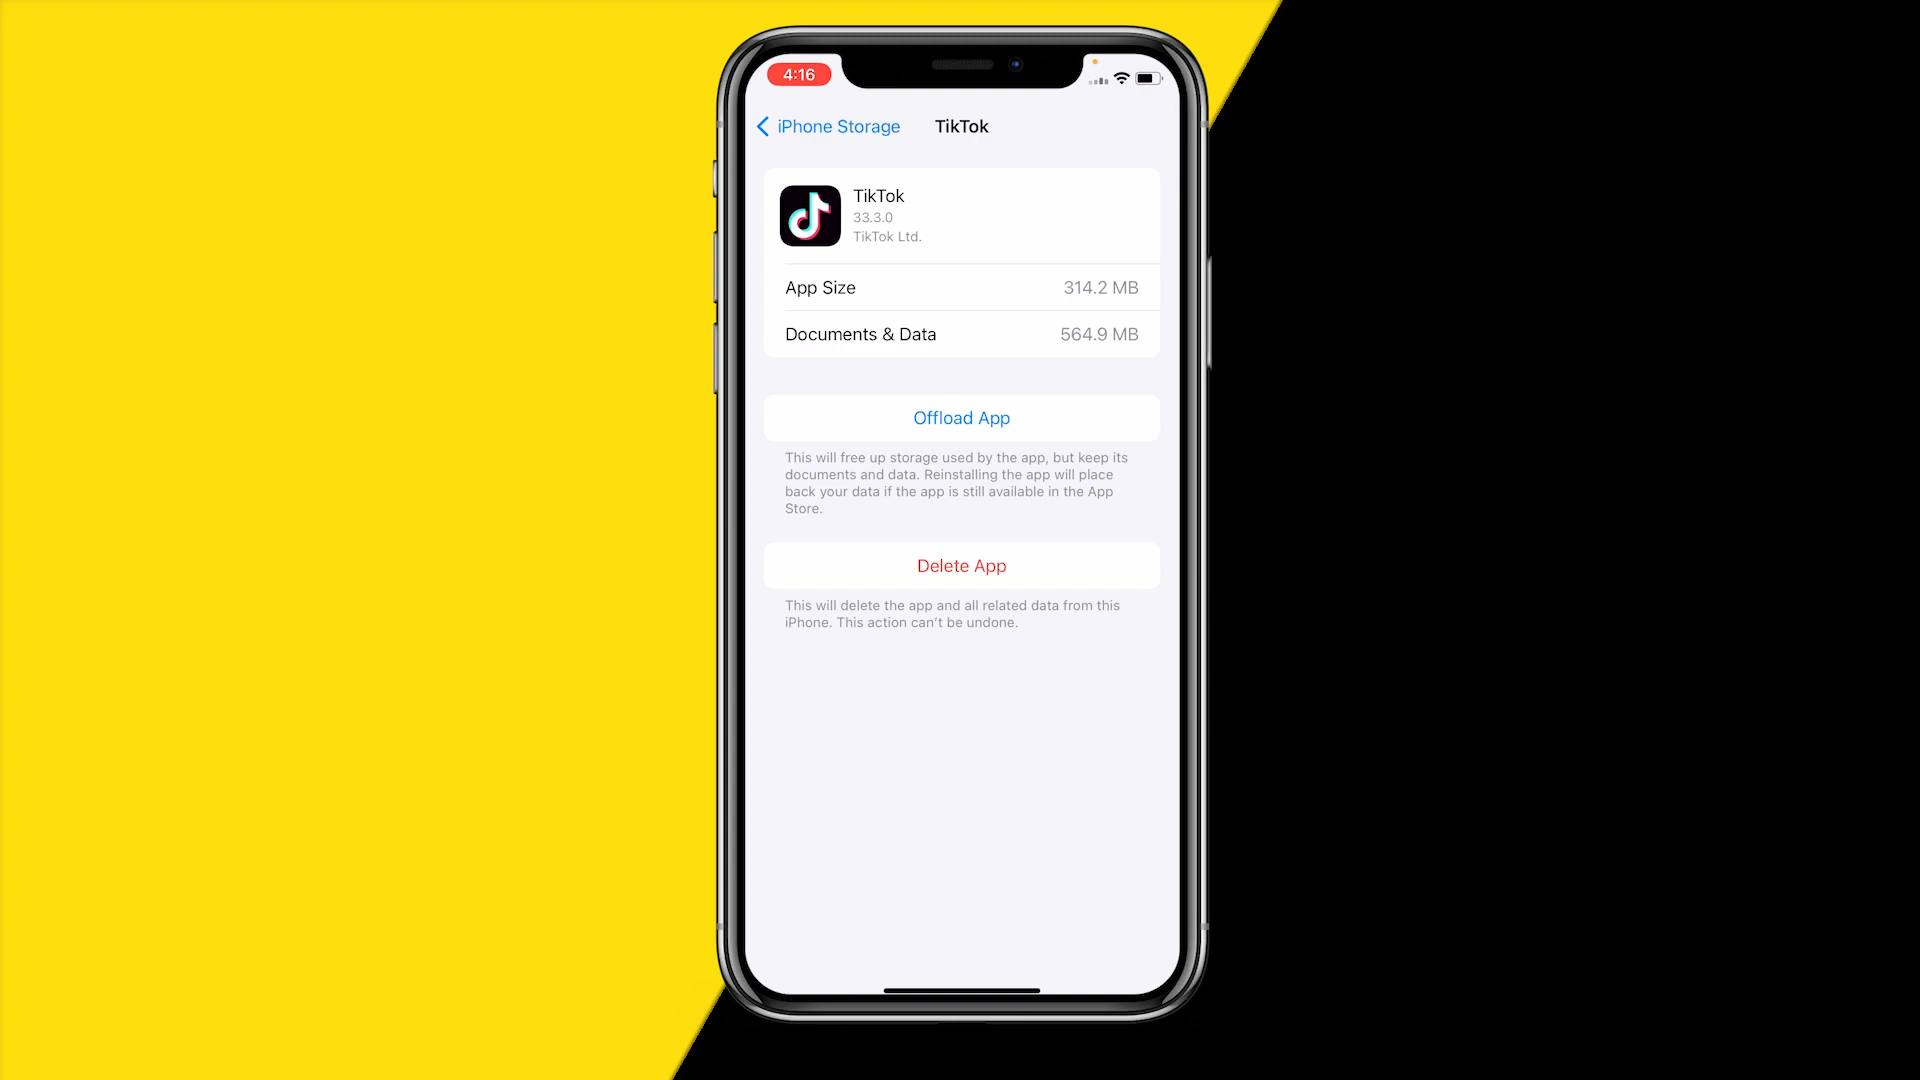 4:16
iPhone Storage
TikTok
TikTok
33.3.0
TikTok Ltd.
App Size 314.2 MB
Documents & Data 564.9 MB
Offload App
This will free up storage used by the app, but keep its
documents and data. Reinstalling the app will place
back your data if the app is still available in the App
Store.
Delete App
This will delete the app and all related data from this
iPhone. This action can't be undone.